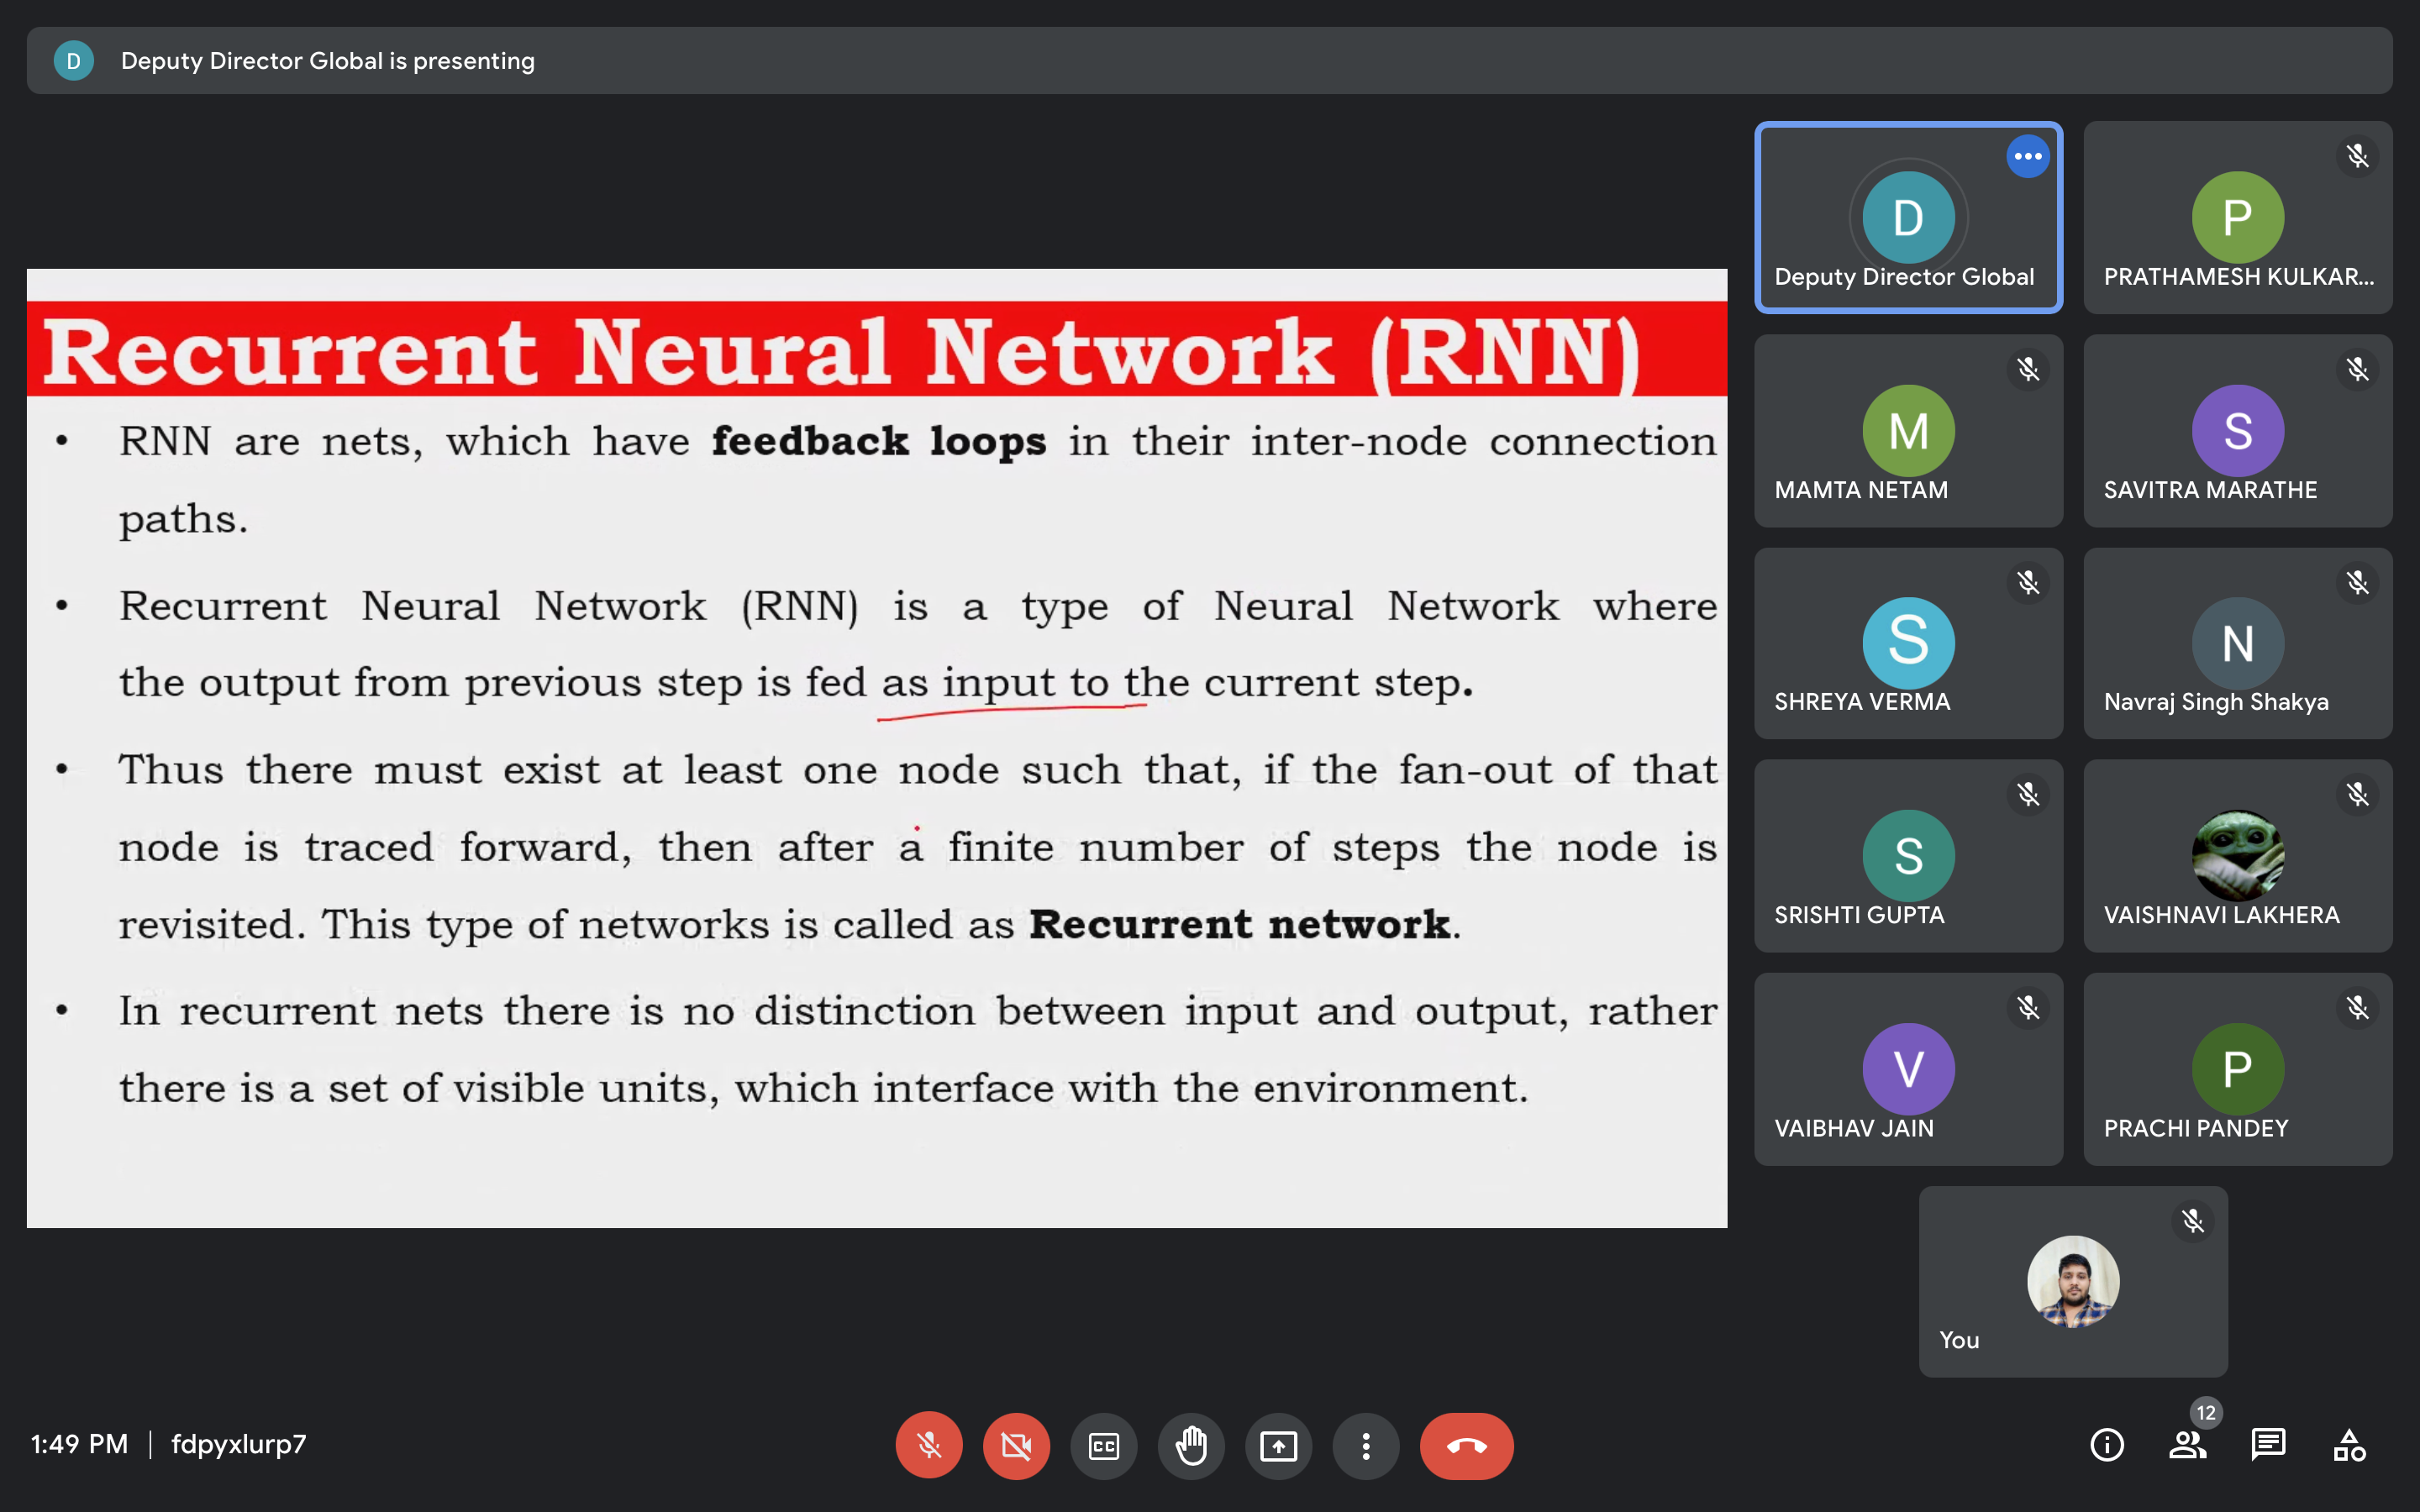 D
Deputy Director Global is presenting
Recurrent Neural Network (RNN)
• RNN are nets, which have feedback loops in their inter-node connection
paths.
• Recurrent Neural Network (RNN) is a type of Neural Network where
the output from previous step is fed as input to the current step.
• Thus there must exist at least one node such that, if the fan-out of that
node is traced forward, then after a finite number of steps the node is
revisited. This type of networks is called as Recurrent network.
• In recurrent nets there is no distinction between input and output, rather
there is a set of visible units, which interface with the environment.
D
Deputy Director Global
P
PRATHAMESH KULKAR...
M
MAMTA NETAM
S
SAVITRA MARATHE
S
SHREYA VERMA
N
Navraj Singh Shakya
S
SRISHTI GUPTA
VAISHNAVI LAKHERA
V
VAIBHAV JAIN
P
PRACHI PANDEY
You
1:49 PM | fdpyxlurp7
CC
12